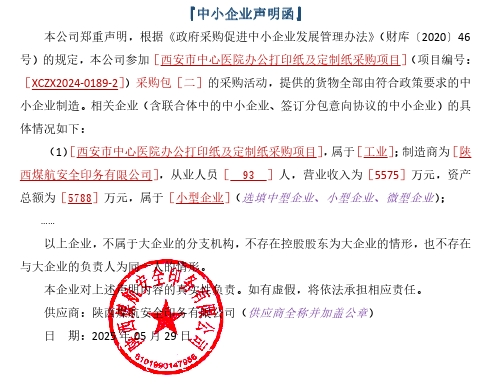 『中小企业声明函』
本公司郑重声明，根据《政府采购促进中小企业发展管理办法》（财库〔2020〕46
号）的规定，本公司参加［西安市中心医院办公打印纸及定制纸采购项目］（项目编号：
［XCZX2024-0189-2］）采购包［二］的采购活动，提供的货物全部由符合政策要求的中
小企业制造。相关企业（含联合体中的中小企业、签订分包意向协议的中小企业）的具
体情况如下：
（1）［西安市中心医院办公打印纸及定制纸采购项目］，属于［工业］；制造商为［陕
西煤航安全印务有限公司］，从业人员［ 93 ］人，营业收入为［5575］万元，资产
总额为［5788］万元，属于［小型企业］（选填中型企业、小型企业、微型企业）；
……
以上企业，不属于大企业的分支机构，不存在控股股东为大企业的情形，也不存在
与大企业的负责人为同一人的情形。
本企业对上述声明内容的真实性负责。如有虚假，将依法承担相应责任。
供应商：陕西煤航安全印务有限公司（供应商全称并加盖公章）
日 期：2025 年 05 月 29 日
陕西煤航安全印务有限公司